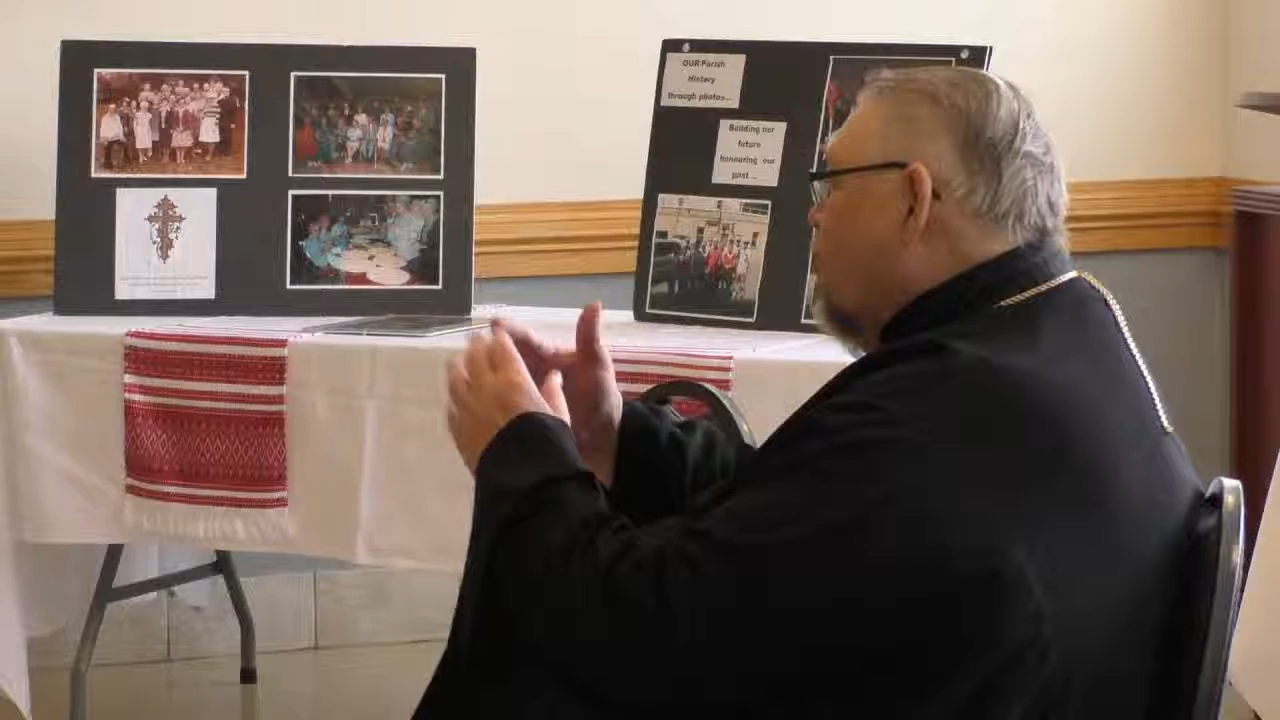 OUR Parish
History
through photos...
Building our
future
honouring our
past ...